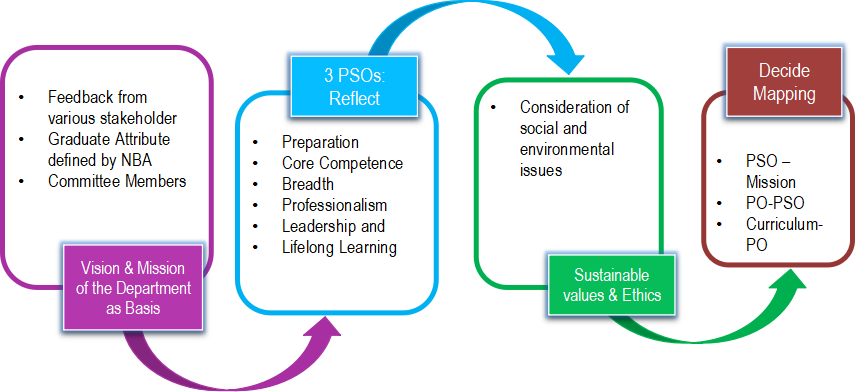 • Feedback from
various stakeholder
• Graduate Attribute
defined by NBA
• Committee Members
Vision & Mission
of the Department
as Basis
3 PSOs:
Reflect
• Preparation
• Core Competence
• Breadth
• Professionalism
• Leadership and
• Lifelong Learning
• Consideration of
social and
environmental
issues
Sustainable
values & Ethics
Decide
Mapping
• PSO –
Mission
• PO-PSO
• Curriculum-
PO